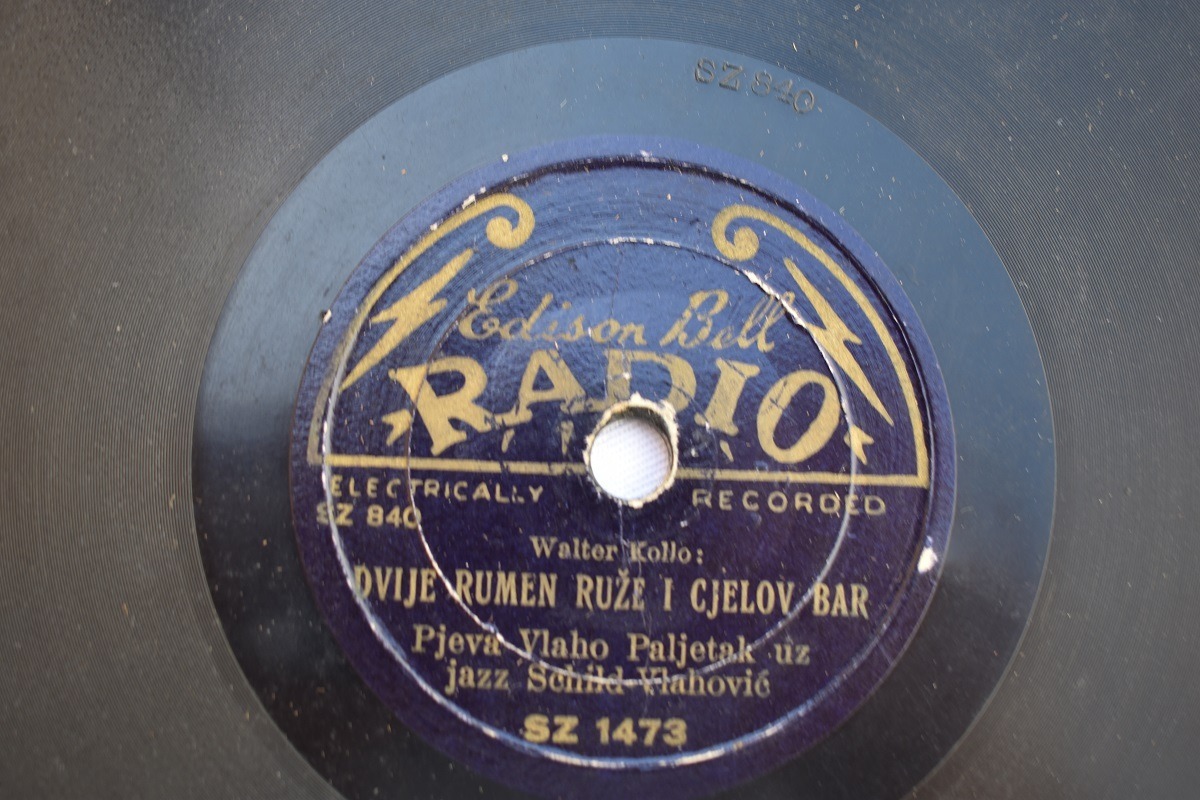 SZ 840
Edison Bell
RADIO
ELECTRICALLY RECORDED
SZ 840
Walter Kollo:
DVIJE RUMEN RUŽE I CJELOV BAR
Pjeva Vlaho Paljetak uz
jazz Schild-Vlahović
SZ 1473